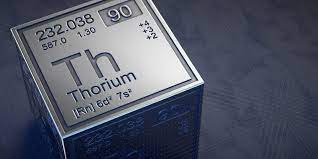 232.038 90
587.0 1.30 +4
+3
+2
Th
Thorium
[Rn] 6d² 7s²